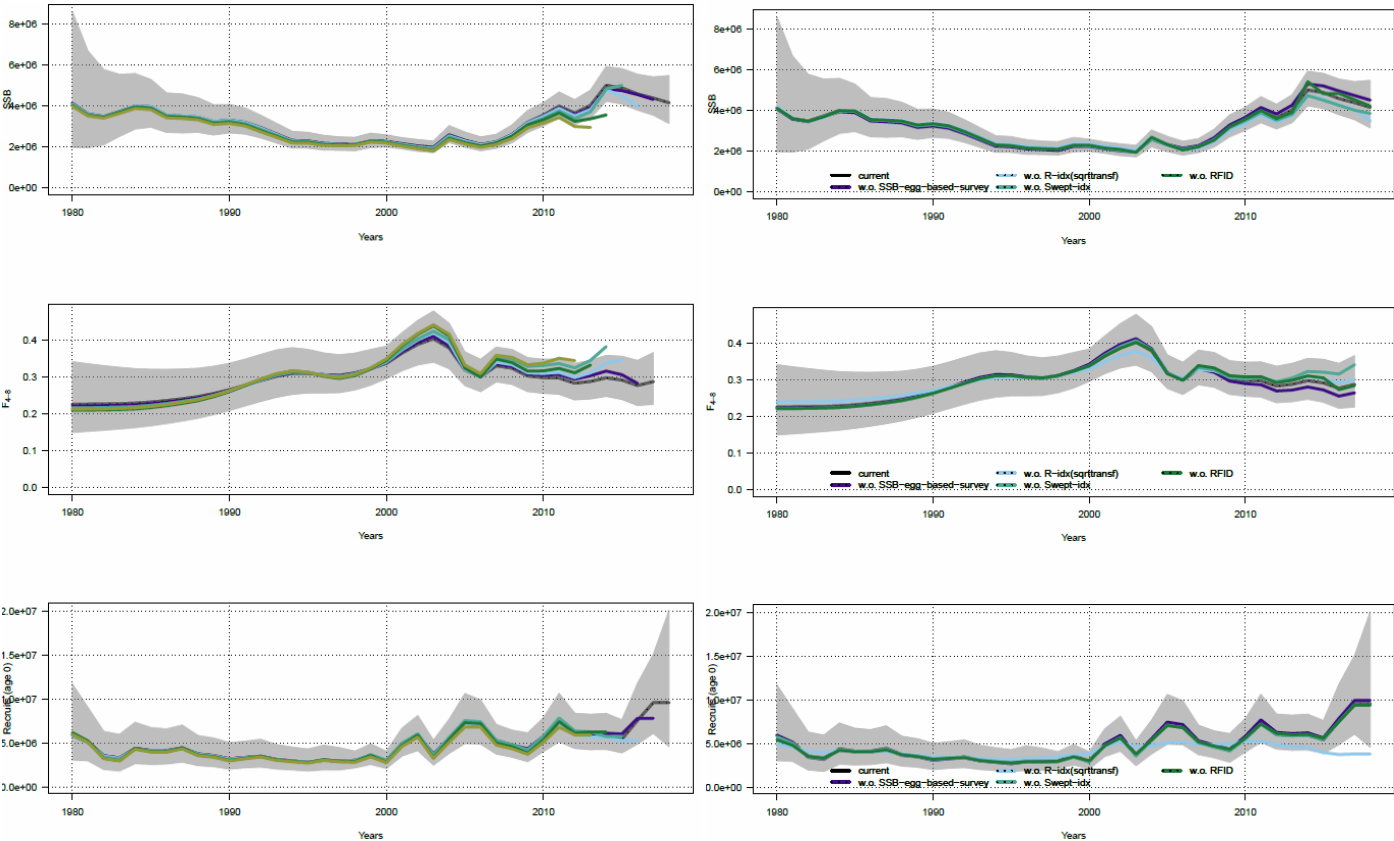 8e+06
6e+06
4e+06
2e+06
0e+00
SSB
1980
1990
2000
2010
Years
8e+06
6e+06
4e+06
2e+06
0e+00
SSB
current
w.o. R-idx(sqrttransf)
w.o. RFID
w.o. SSB-egg-based-survey
w.o. Swept-idx
1980
1990
2000
2010
Years
0.4
0.3
0.2
0.1
0.0
F4-8
1980
1990
2000
2010
Years
0.4
0.3
0.2
0.1
0.0
F4-8
current
w.o. R-idx(sqrttransf)
w.o. RFID
w.o. SSB-egg-based-survey
w.o. Swept-idx
1980
1990
2000
2010
Years
2.0e+07
1.5e+07
1.0e+07
5.0e+06
0.0e+00
Recruits (age 0)
1980
1990
2000
2010
Years
2.0e+07
1.5e+07
1.0e+07
5.0e+06
0.0e+00
Recruits (age 0)
current
w.o. R-idx(sqrttransf)
w.o. RFID
w.o. SSB-egg-based-survey
w.o. Swept-idx
1980
1990
2000
2010
Years